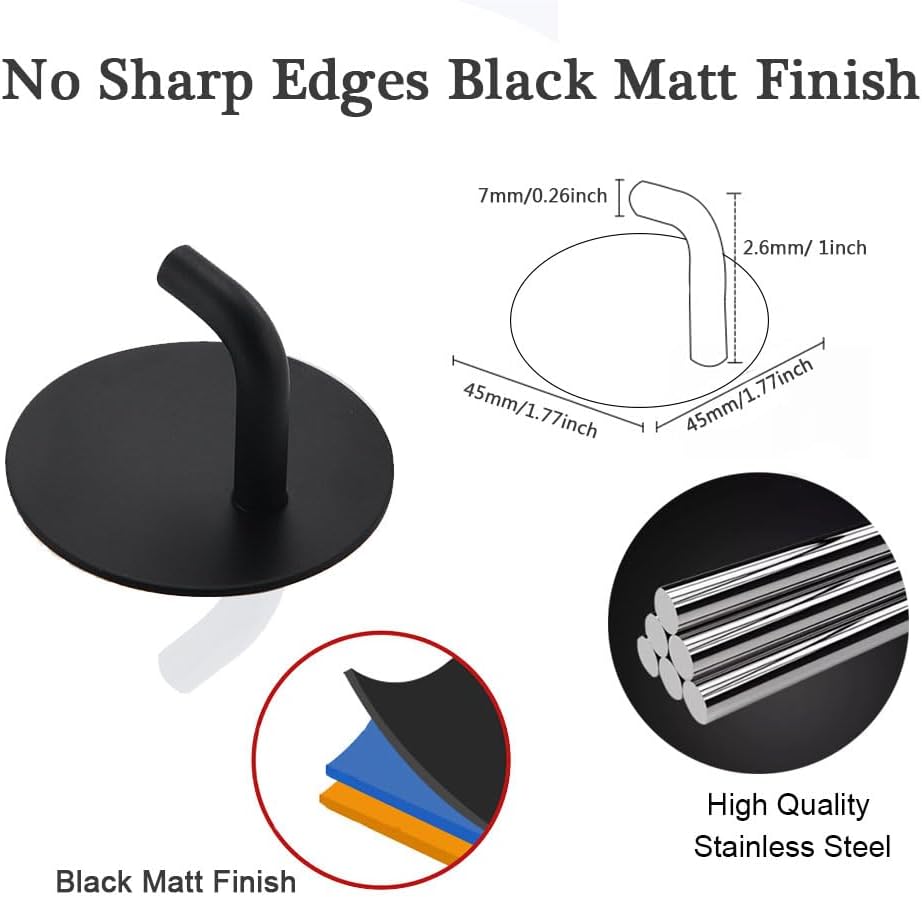 No Sharp Edges Black Matt Finish
7mm/0.26inch
2.6mm/ 1inch
45mm/1.77inch
45mm/1.77inch
High Quality
Stainless Steel
Black Matt Finish